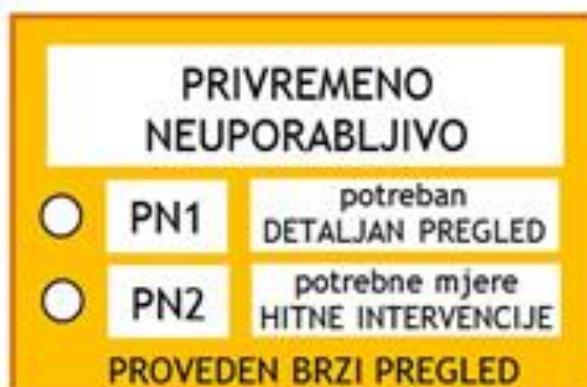 PRIVREMENO
NEUPORABLJIVO
PN1
potreban
DETALJAN PREGLED
PN2
potrebne mjere
HITNE INTERVENCIJE
PROVEDEN BRZI PREGLED